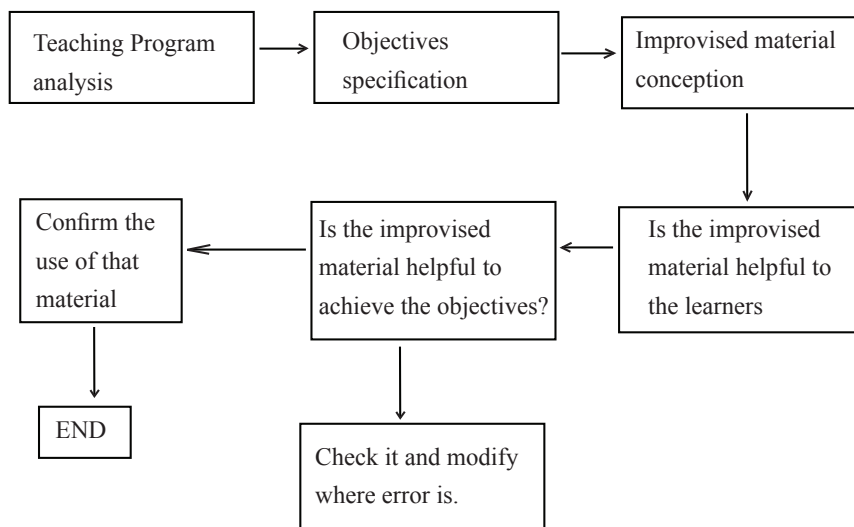 Teaching Program
analysis
Objectives
specification
Improvised material
conception
Is the improvised
material helpful to
the learners
Is the improvised
material helpful to
achieve the objectives?
Confirm the
use of that
material
END
Check it and modify
where error is.